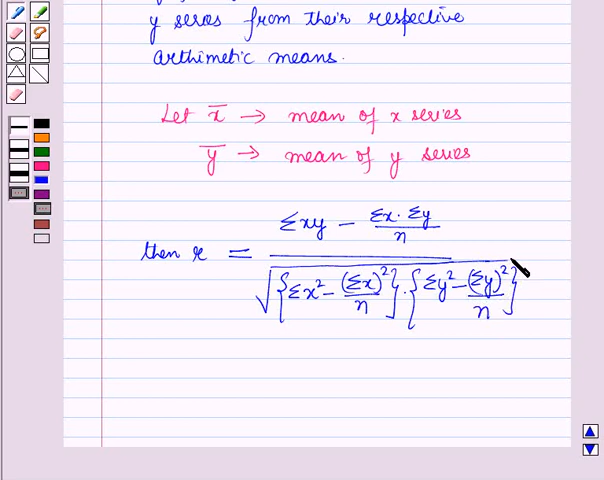 y series from their respective
arthimetic means.
Let x̅ → mean of x series
y̅ → mean of y series
then r = (Σxy − (Σx · Σy)/n) / √({Σx² − (Σx)²/n} · {Σy² − (Σy)²/n})